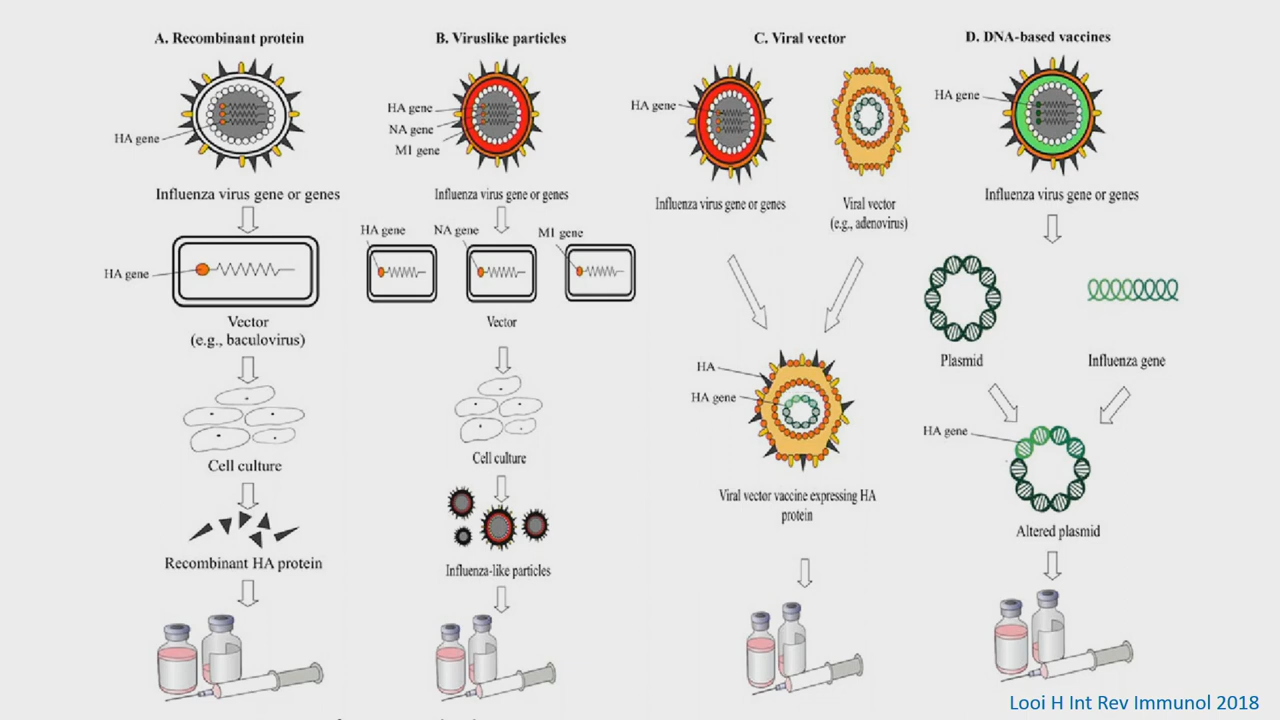 A. Recombinant protein
HA gene
Influenza virus gene or genes
HA gene
Vector
(e.g., baculovirus)
Cell culture
Recombinant HA protein
B. Viruslike particles
HA gene
NA gene
M1 gene
Influenza virus gene or genes
HA gene
NA gene
M1 gene
Vector
Cell culture
Influenza-like particles
C. Viral vector
HA gene
Influenza virus gene or genes
Viral vector
(e.g., adenovirus)
HA
HA gene
Viral vector vaccine expressing HA
protein
D. DNA-based vaccines
HA gene
Influenza virus gene or genes
Plasmid
Influenza gene
HA gene
Altered plasmid
Looi H Int Rev Immunol 2018